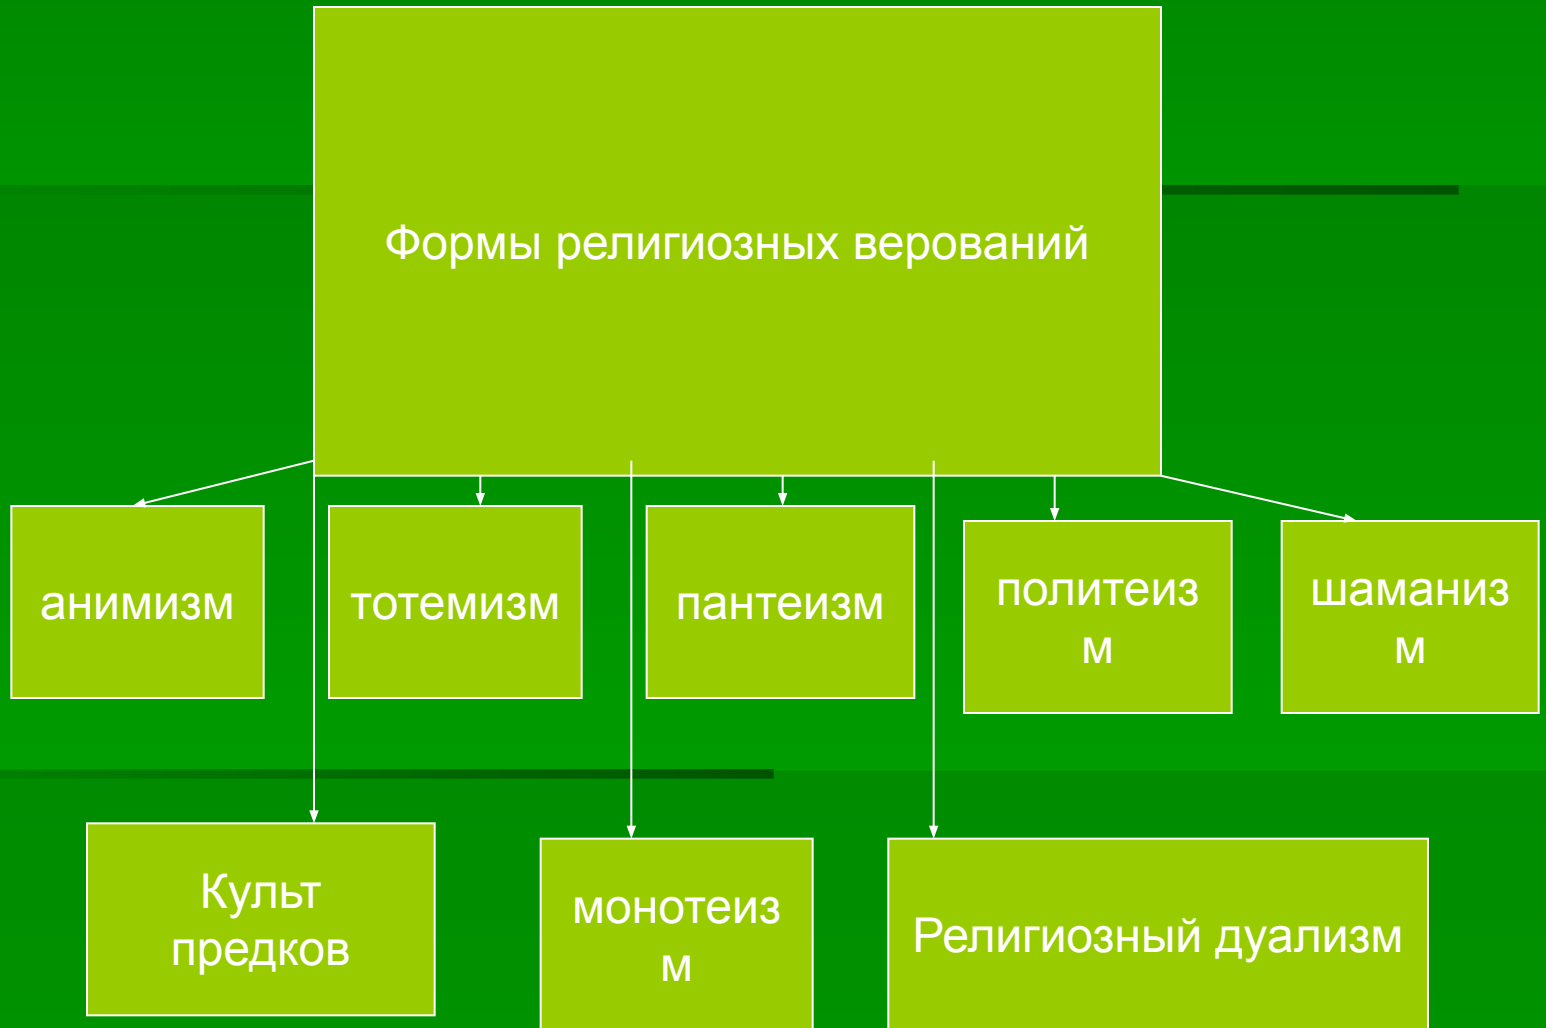 Формы религиозных верований
анимизм
тотемизм
пантеизм
политеиз
м
шаманиз
м
Культ
предков
монотеиз
м
Религиозный дуализм